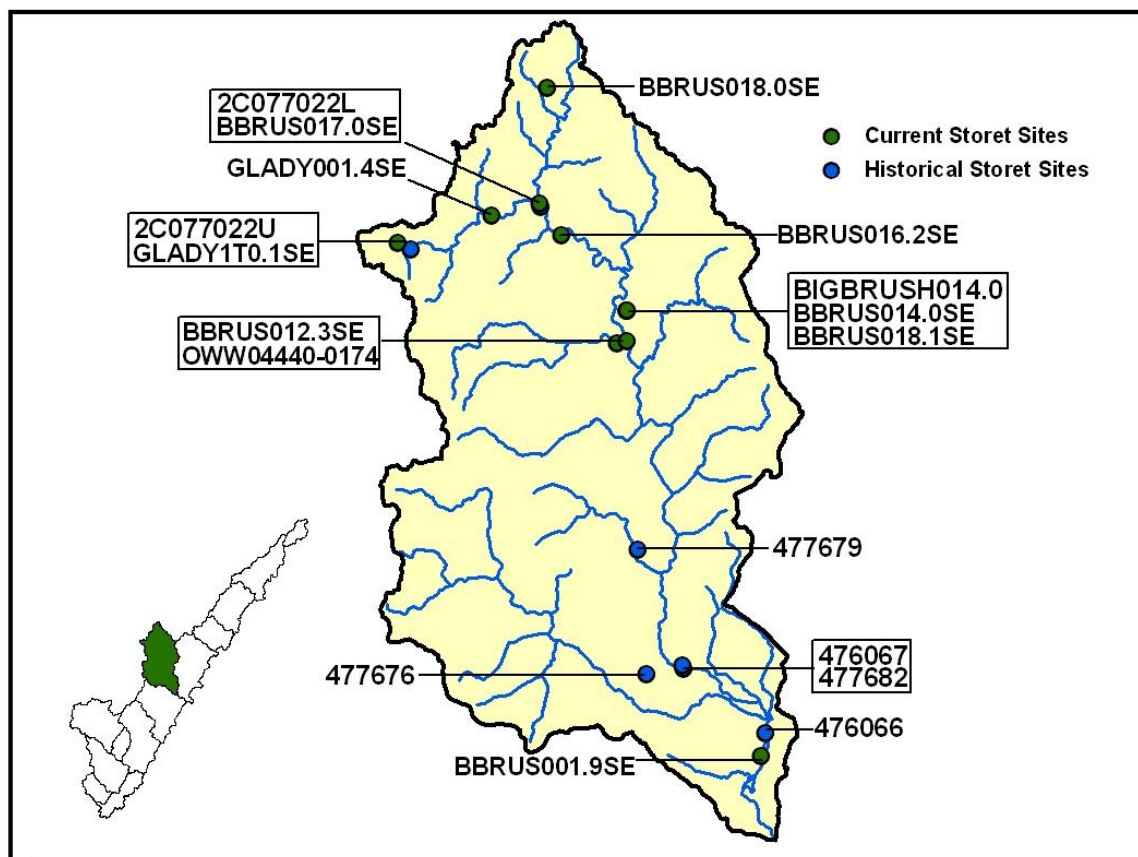 BBRUS018.0SE
2C077022L
BBRUS017.0SE
Current Storet Sites
Historical Storet Sites
GLADY001.4SE
2C077022U
GLADY1T0.1SE
BBRUS016.2SE
BIGBRUSH014.0
BBRUS014.0SE
BBRUS018.1SE
BBRUS012.3SE
OWW04440-0174
477679
476067
477682
477676
476066
BBRUS001.9SE